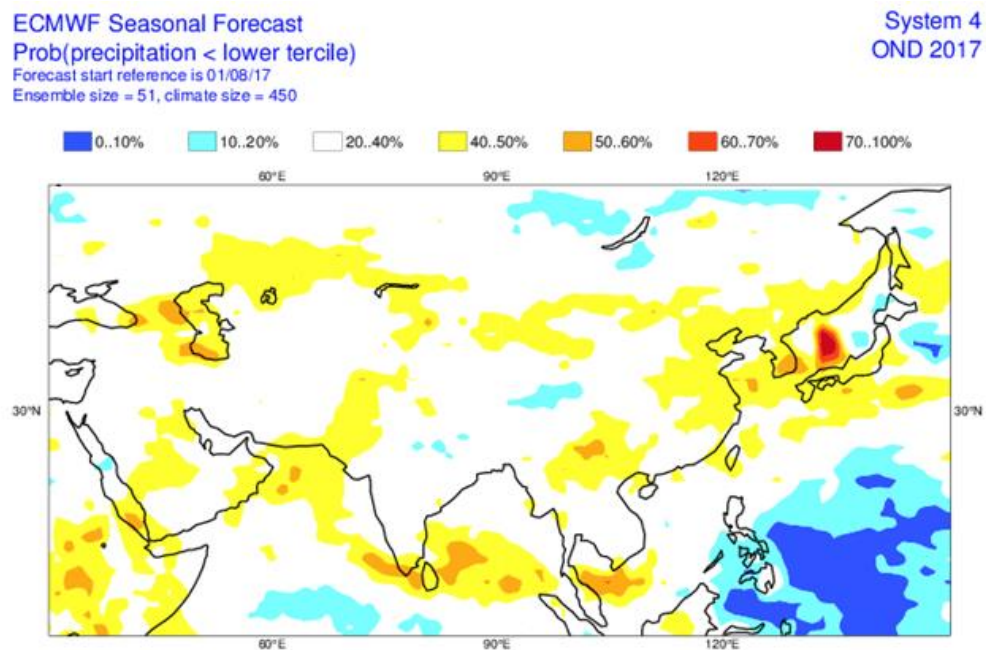 ECMWF Seasonal Forecast
System 4
Prob(precipitation < lower tercile)
OND 2017
Forecast start reference is 01/08/17
Ensemble size = 51, climate size = 450
0..10% 10..20% 20..40% 40..50% 50..60% 60..70% 70..100%
60°E 90°E 120°E
30°N 30°N
60°E 90°E 120°E